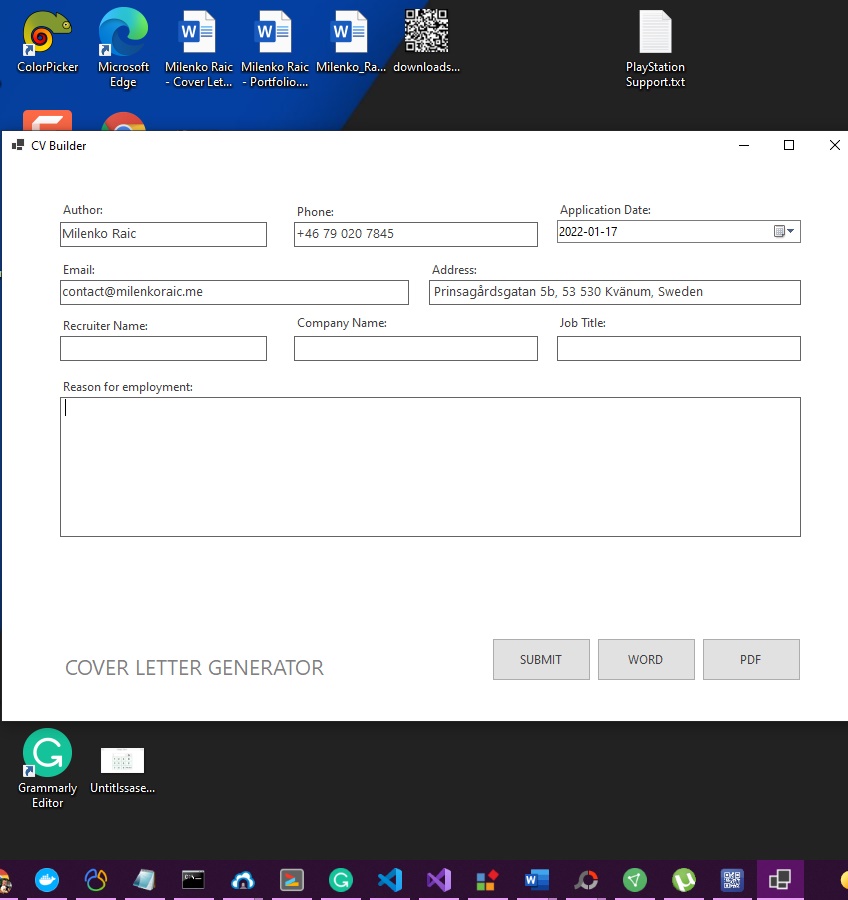 ColorPicker
Microsoft
Edge
Milenko Raic
- Cover Let...
Milenko Raic
- Portfolio....
Milenko_Ra...
downloads...
PlayStation
Support.txt
CV Builder
Author:
Phone:
Application Date:
Milenko Raic
+46 79 020 7845
2022-01-17
Email:
Address:
contact@milenkoraic.me
Prinsagårdsgatan 5b, 53 530 Kvänum, Sweden
Recruiter Name:
Company Name:
Job Title:
Reason for employment:
COVER LETTER GENERATOR
SUBMIT
WORD
PDF
Grammarly
Editor
Untitlssase...